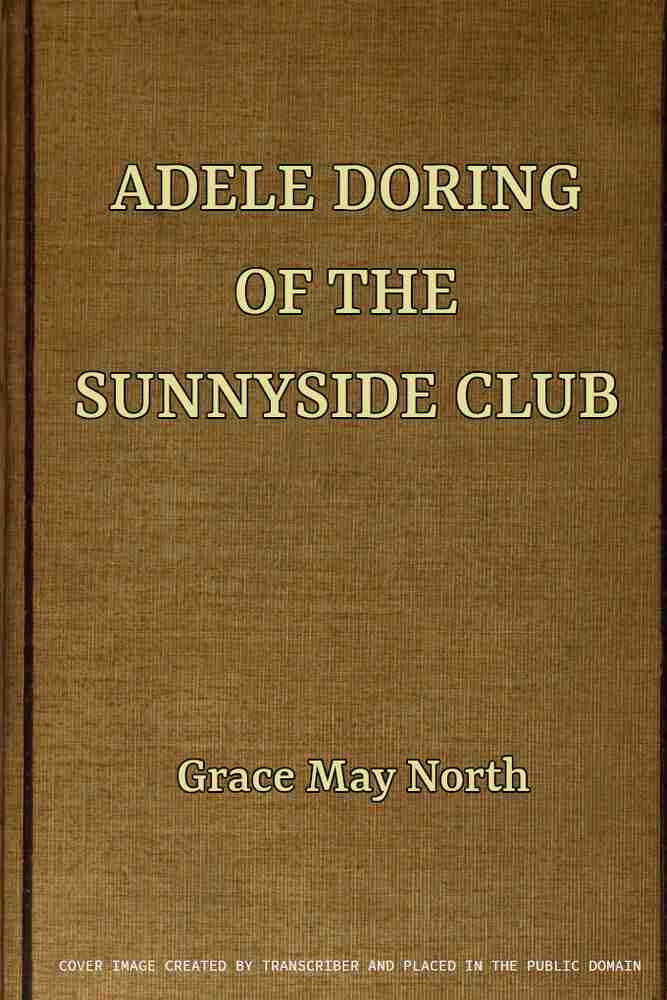 ADELE DORING
OF THE
SUNNYSIDE CLUB
Grace May North
COVER IMAGE CREATED BY TRANSCRIBER AND PLACED IN THE PUBLIC DOMAIN